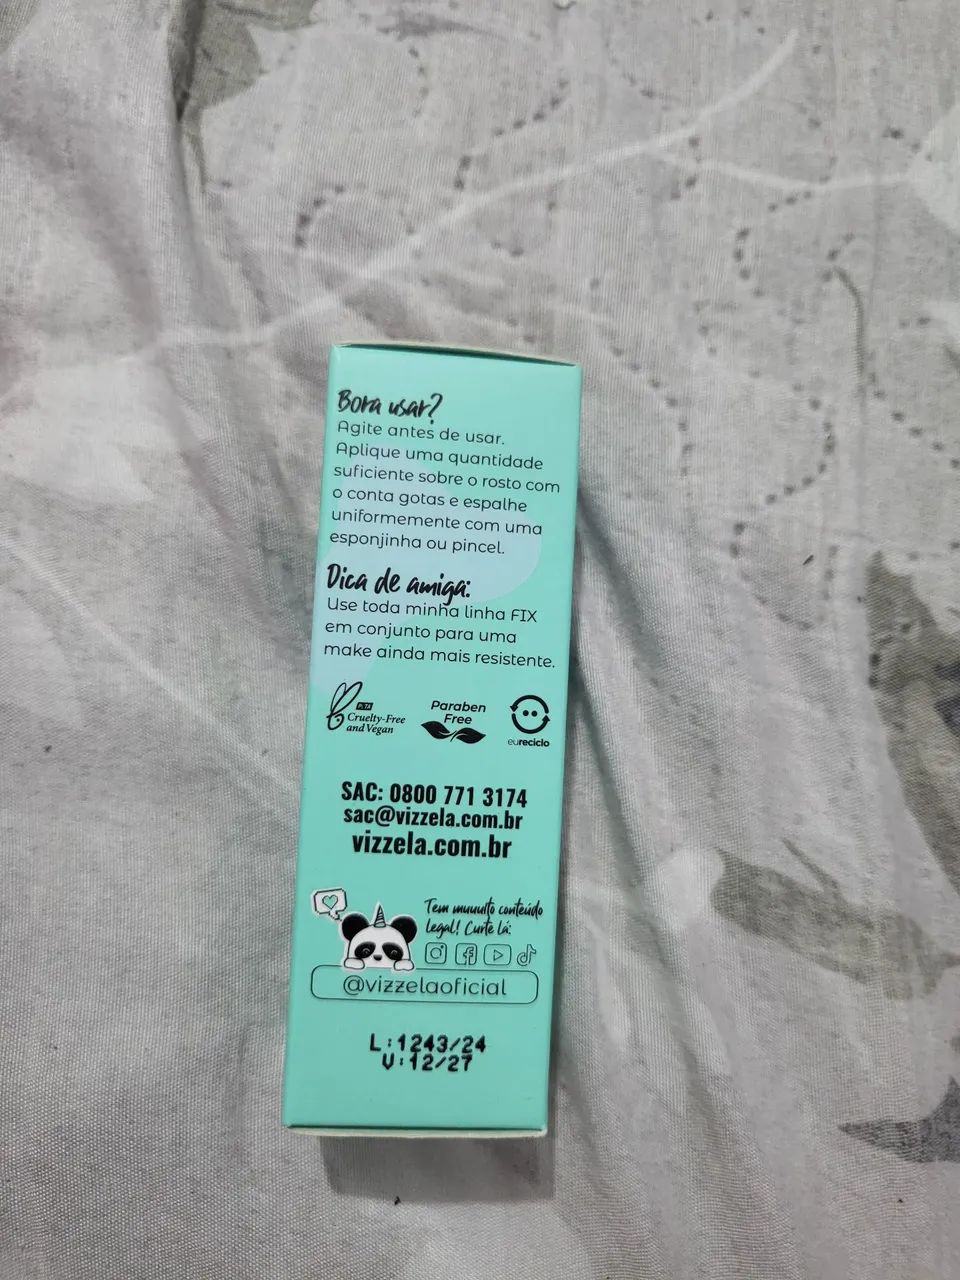 Bora usar?
Agite antes de usar.
Aplique uma quantidade
suficiente sobre o rosto com
o conta gotas e espalhe
uniformemente com uma
esponjinha ou pincel.
Dica de amiga:
Use toda minha linha FIX
em conjunto para uma
make ainda mais resistente.
Cruelty-Free
and Vegan
Paraben
Free
eureciclo
SAC: 0800 771 3174
sac@vizzela.com.br
vizzela.com.br
Tem muuuito conteúdo
legal! Curte lá:
@vizzelaoficial
L:1243/24
V:12/27